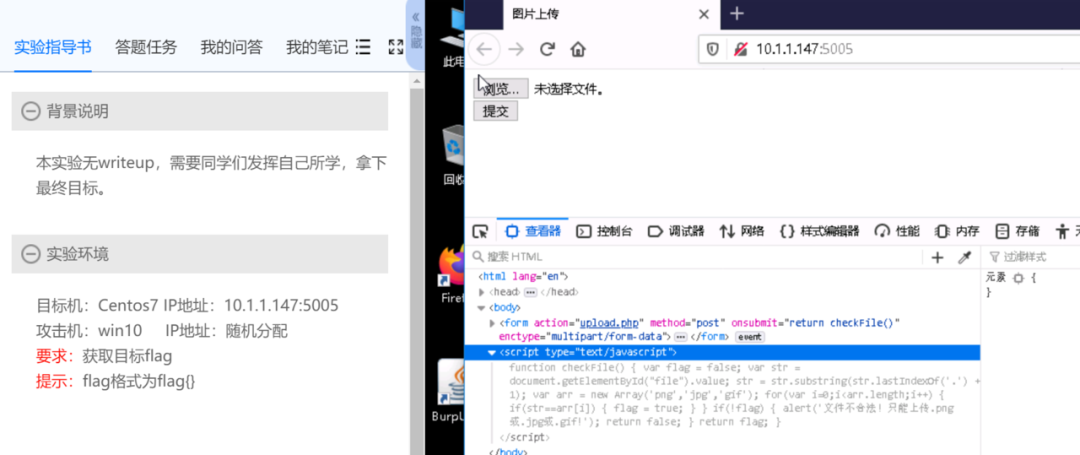 实验指导书 答题任务 我的问答 我的笔记
隐藏
背景说明
本实验无writeup，需要同学们发挥自己所学，拿下
最终目标。
实验环境
目标机：Centos7 IP地址：10.1.1.147:5005
攻击机：win10 IP地址：随机分配
要求：获取目标flag
提示：flag格式为flag{}
此电
回收
Firef
BurpL
图片上传
10.1.1.147:5005
浏览... 未选择文件。
提交
查看器 控制台 调试器 网络 样式编辑器 性能 内存 存储
搜索 HTML
过滤样式
<html lang="en">
<head> </head>
<body>
<form action="upload.php" method="post" onsubmit="return checkFile()"
enctype="multipart/form-data"> </form> event
<script type="text/javascript">
function checkFile() { var flag = false; var str =
document.getElementById("file").value; str = str.substring(str.lastIndexOf('.') +
1); var arr = new Array('png','jpg','gif'); for(var i=0;i<arr.length;i++) {
if(str==arr[i]) { flag = true; } } if(!flag) { alert('文件不合法！只能上传.png
或.jpg或.gif!'); return false; } return flag; }
</script>
</body>
元素 {
}